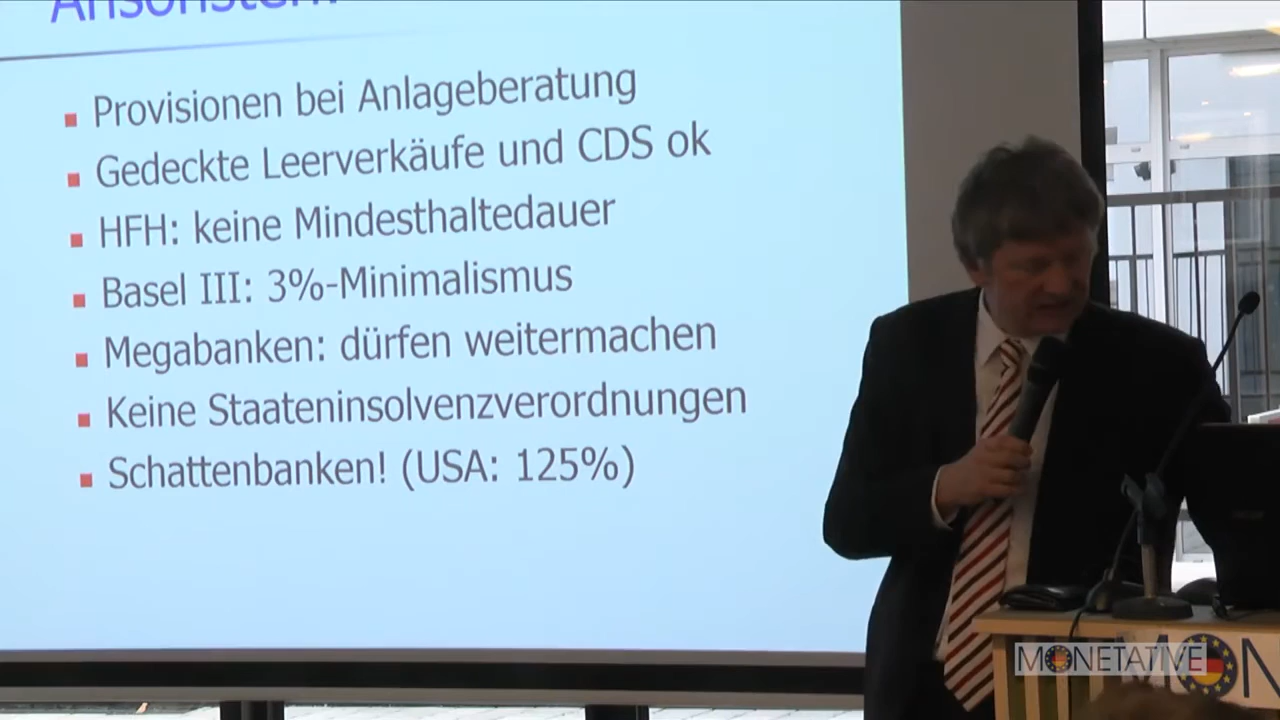 Ansonsten:
Provisionen bei Anlageberatung
Gedeckte Leerverkäufe und CDS ok
HFH: keine Mindesthaltedauer
Basel III: 3%-Minimalismus
Megabanken: dürfen weitermachen
Keine Staateninsolvenzverordnungen
Schattenbanken! (USA: 125%)
MONETATIVE